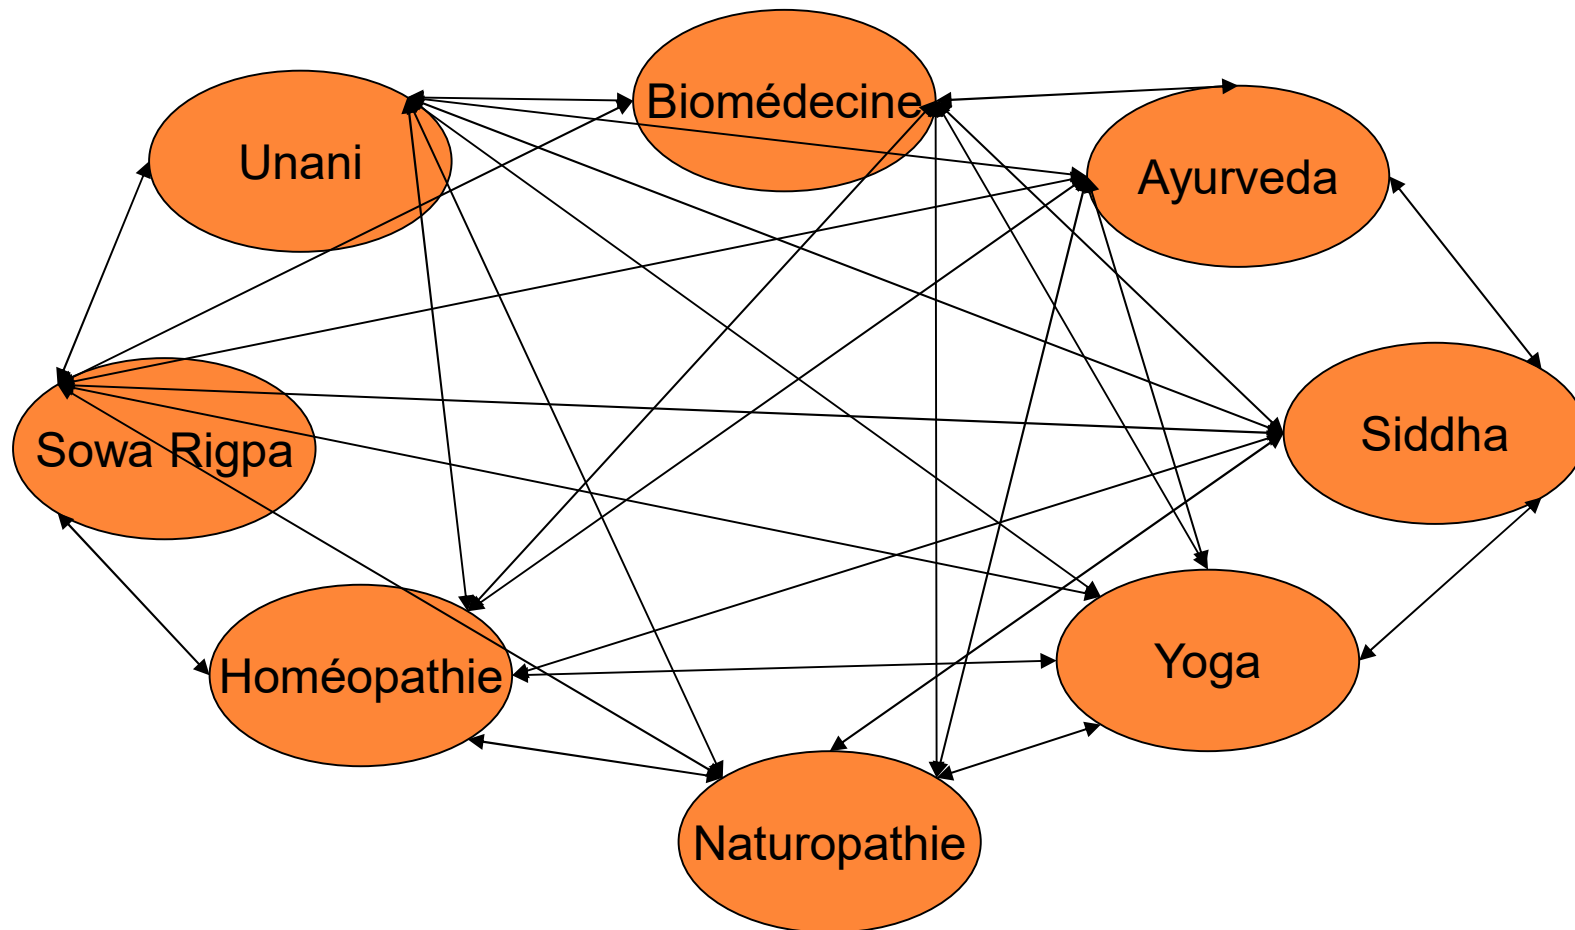 Biomédecine
Unani
Ayurveda
Siddha
Sowa Rigpa
Yoga
Homéopathie
Naturopathie